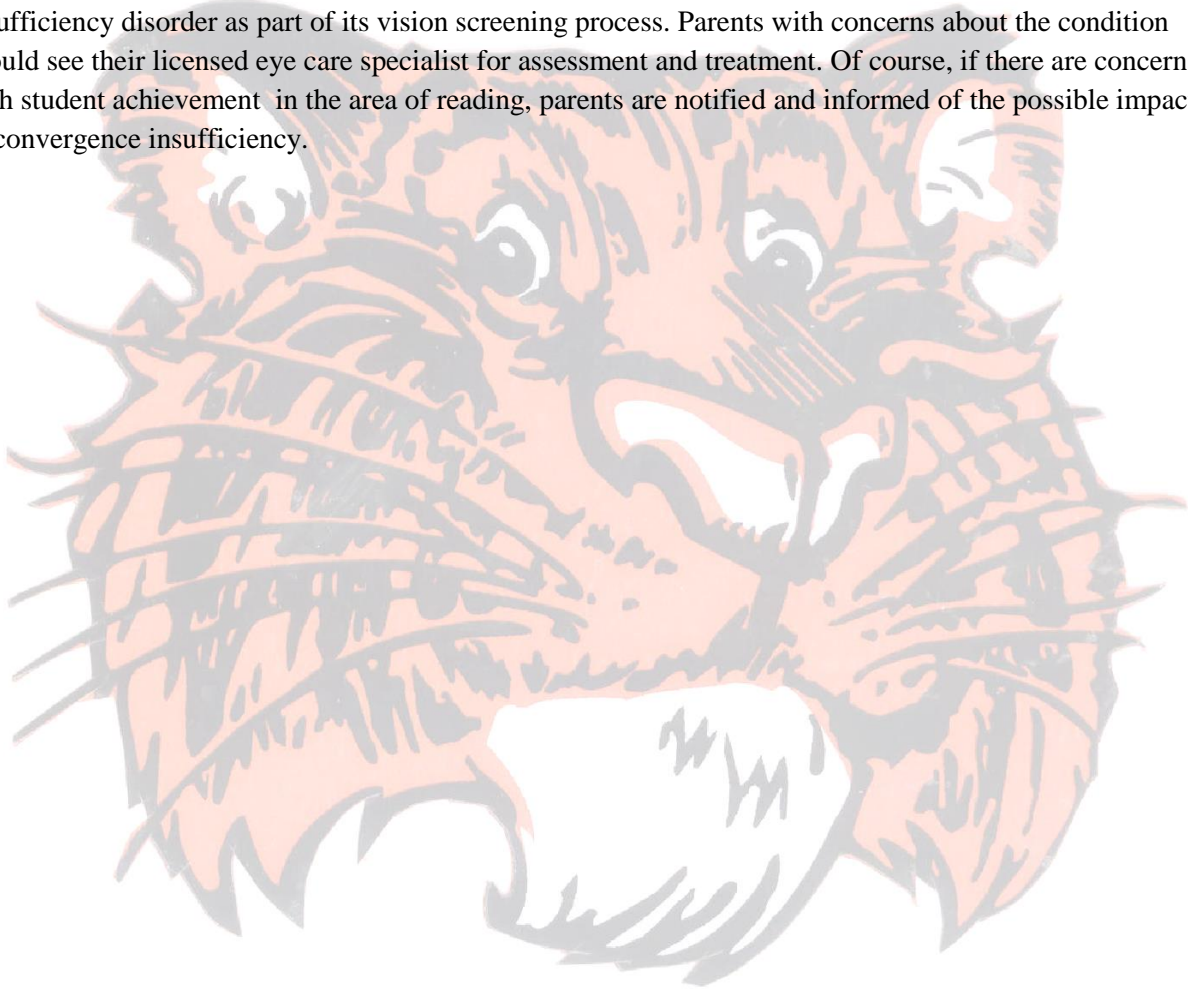 ufficiency disorder as part of its vision screening process. Parents with concerns about the condition
ould see their licensed eye care specialist for assessment and treatment. Of course, if there are concern
h student achievement in the area of reading, parents are notified and informed of the possible impac
convergence insufficiency.